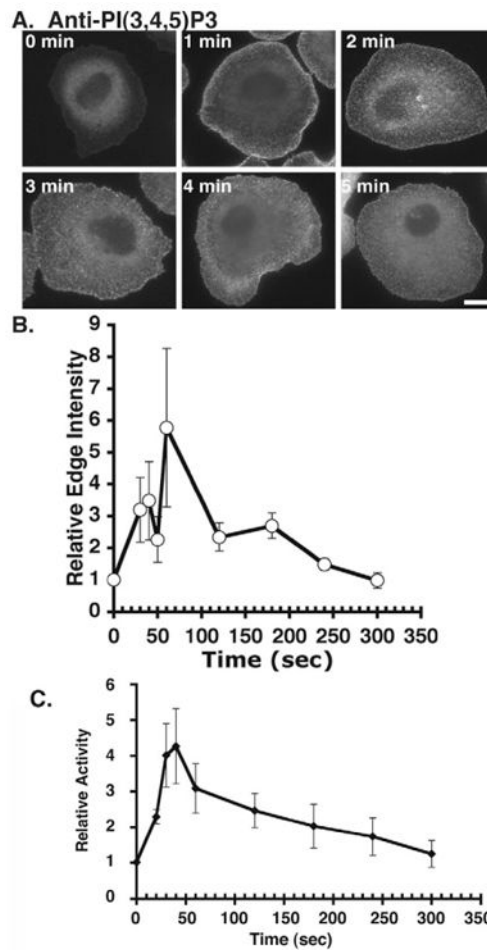 A. Anti-PI(3,4,5)P3
0 min 1 min 2 min
3 min 4 min 5 min
B.
Relative Edge Intensity
9
8
7
6
5
4
3
2
1
0
0 50 100 150 200 250 300 350
Time (sec)
C.
Relative Activity
6
5
4
3
2
1
0
0 50 100 150 200 250 300 350
Time (sec)